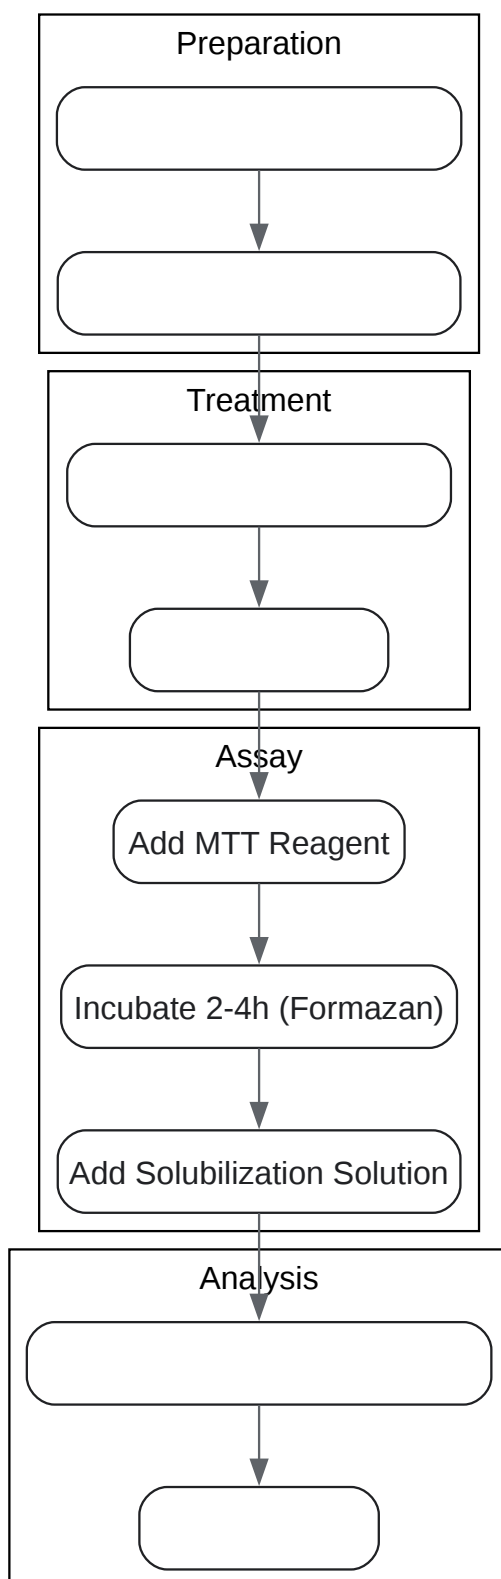 Preparation
Treatment
Assay
Add MTT Reagent
Incubate 2-4h (Formazan)
Add Solubilization Solution
Analysis